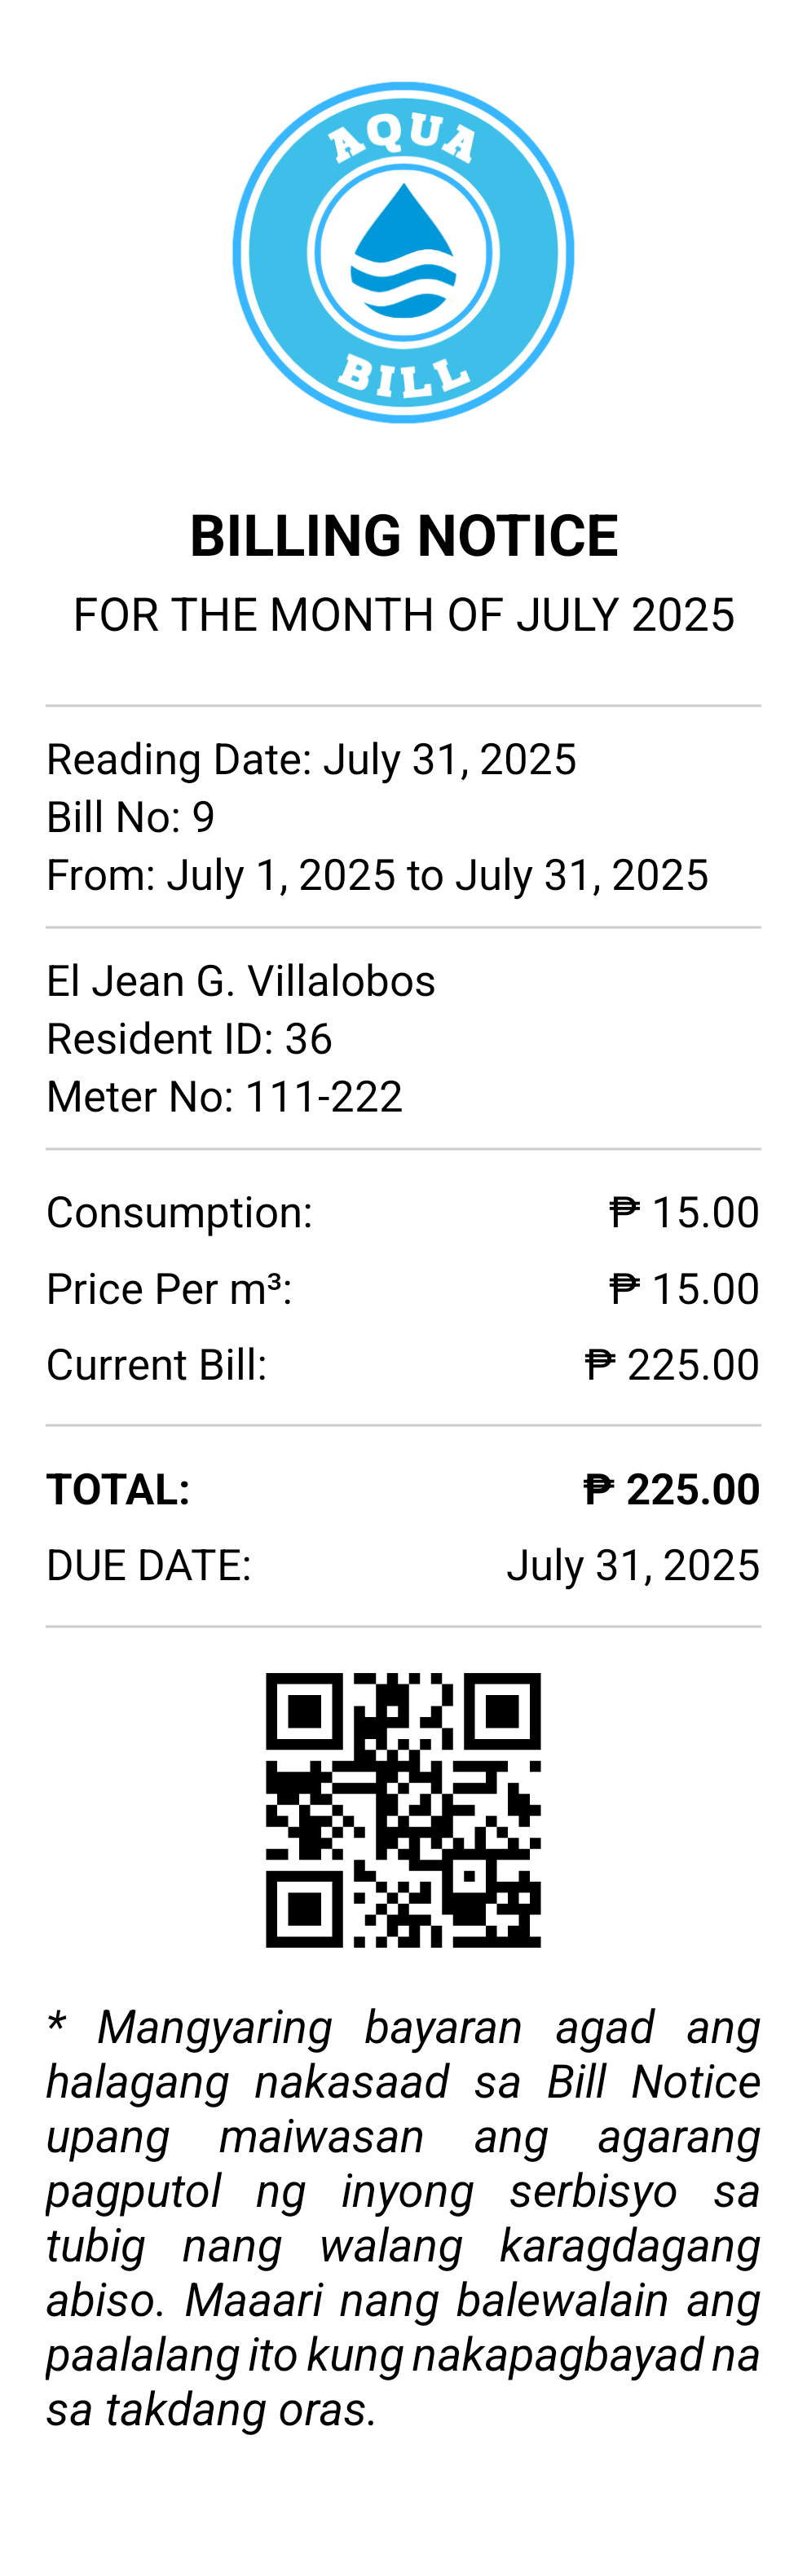 AQUA
BILL
BILLING NOTICE
FOR THE MONTH OF JULY 2025
Reading Date: July 31, 2025
Bill No: 9
From: July 1, 2025 to July 31, 2025
El Jean G. Villalobos
Resident ID: 36
Meter No: 111-222
Consumption: ₱ 15.00
Price Per m³: ₱ 15.00
Current Bill: ₱ 225.00
TOTAL: ₱ 225.00
DUE DATE: July 31, 2025
* Mangyaring bayaran agad ang
halagang nakasaad sa Bill Notice
upang maiwasan ang agarang
pagputol ng inyong serbisyo sa
tubig nang walang karagdagang
abiso. Maaari nang balewalain ang
paalalang ito kung nakapagbayad na
sa takdang oras.